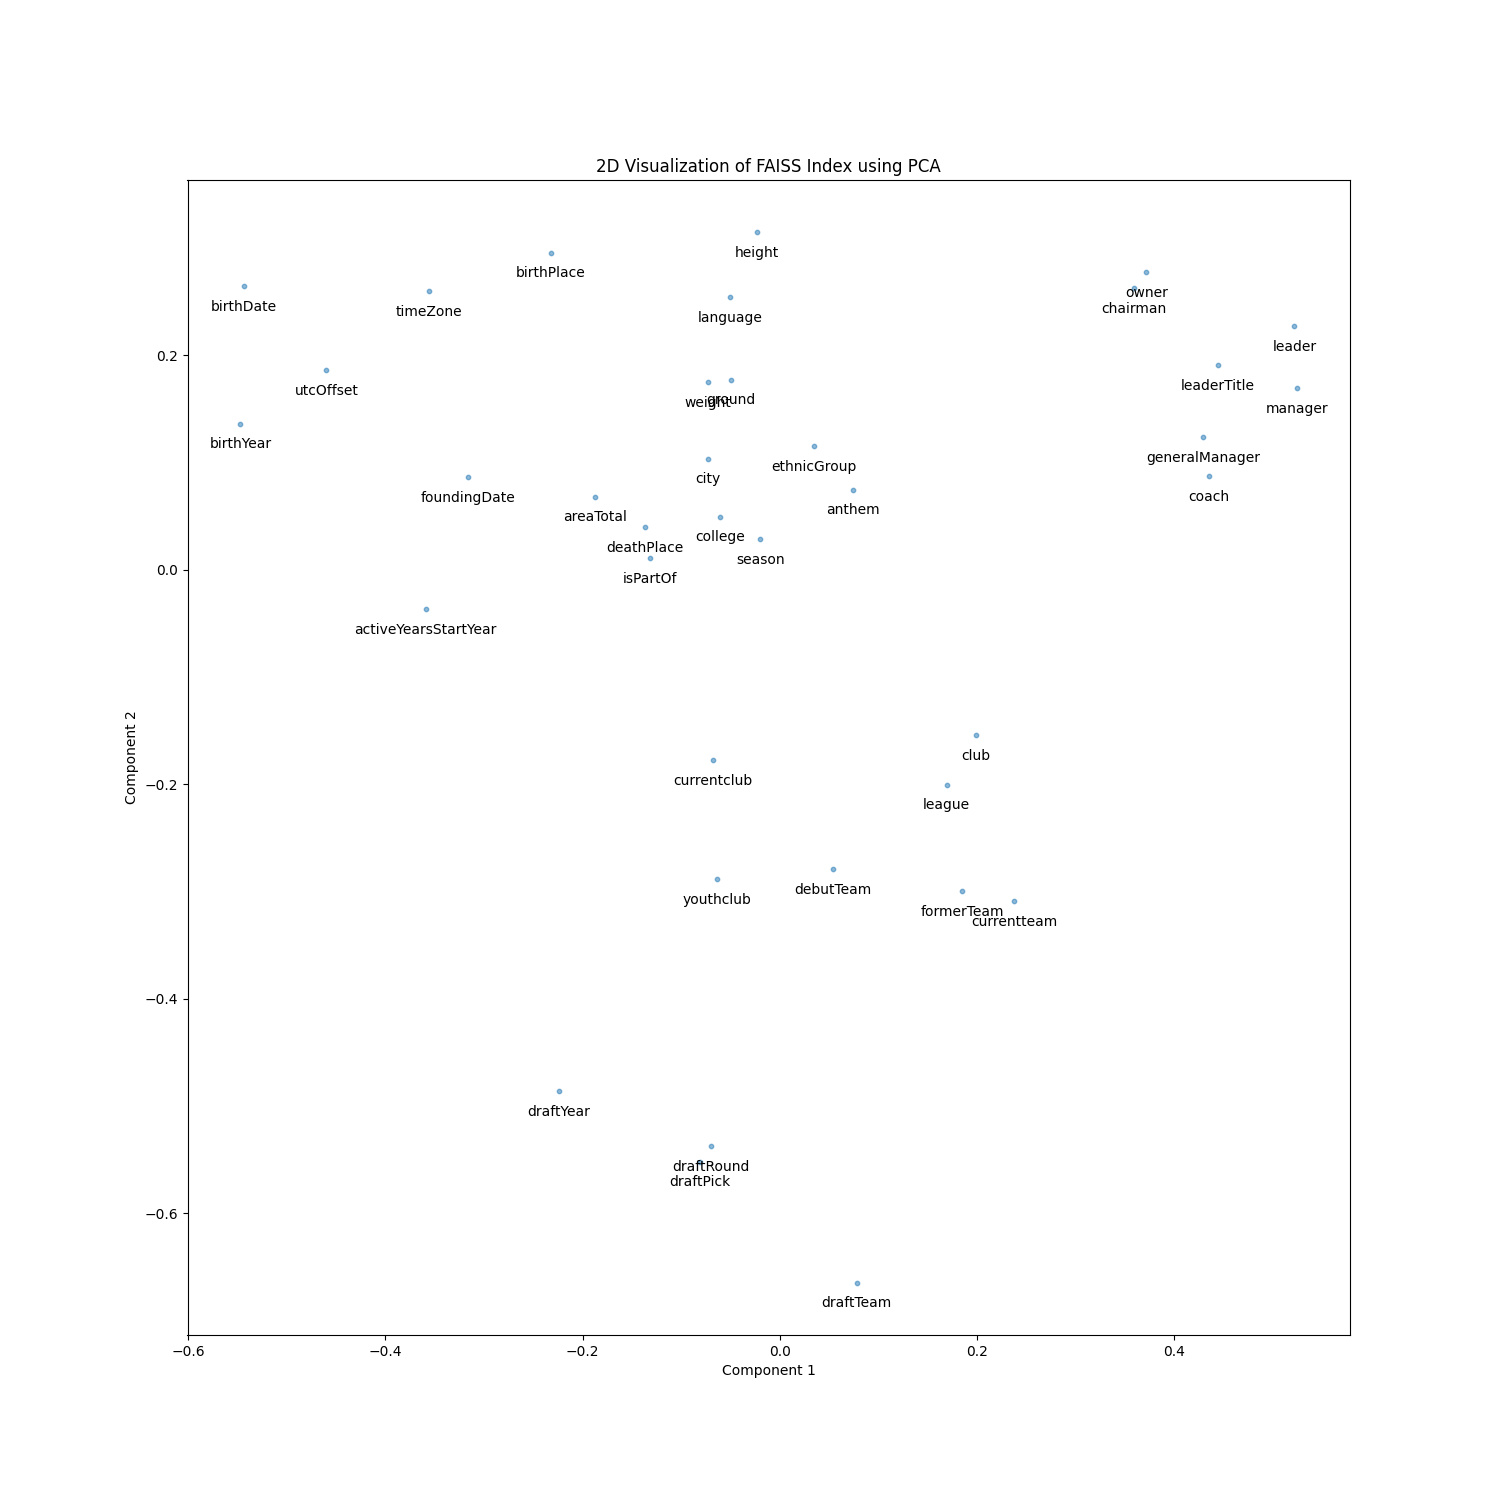 2D Visualization of FAISS Index using PCA
height
birthPlace
owner
birthDate
timeZone
chairman
language
leader
utcOffset
leaderTitle
weight
ground
manager
birthYear
generalManager
ethnicGroup
city
foundingDate
coach
areaTotal
anthem
college
deathPlace
season
isPartOf
activeYearsStartYear
club
currentclub
league
youthclub
debutTeam
formerTeam
currentteam
draftYear
draftRound
draftPick
draftTeam
0.2
0.0
−0.2
−0.4
−0.6
Component 2
−0.6
−0.4
−0.2
0.0
0.2
0.4
Component 1